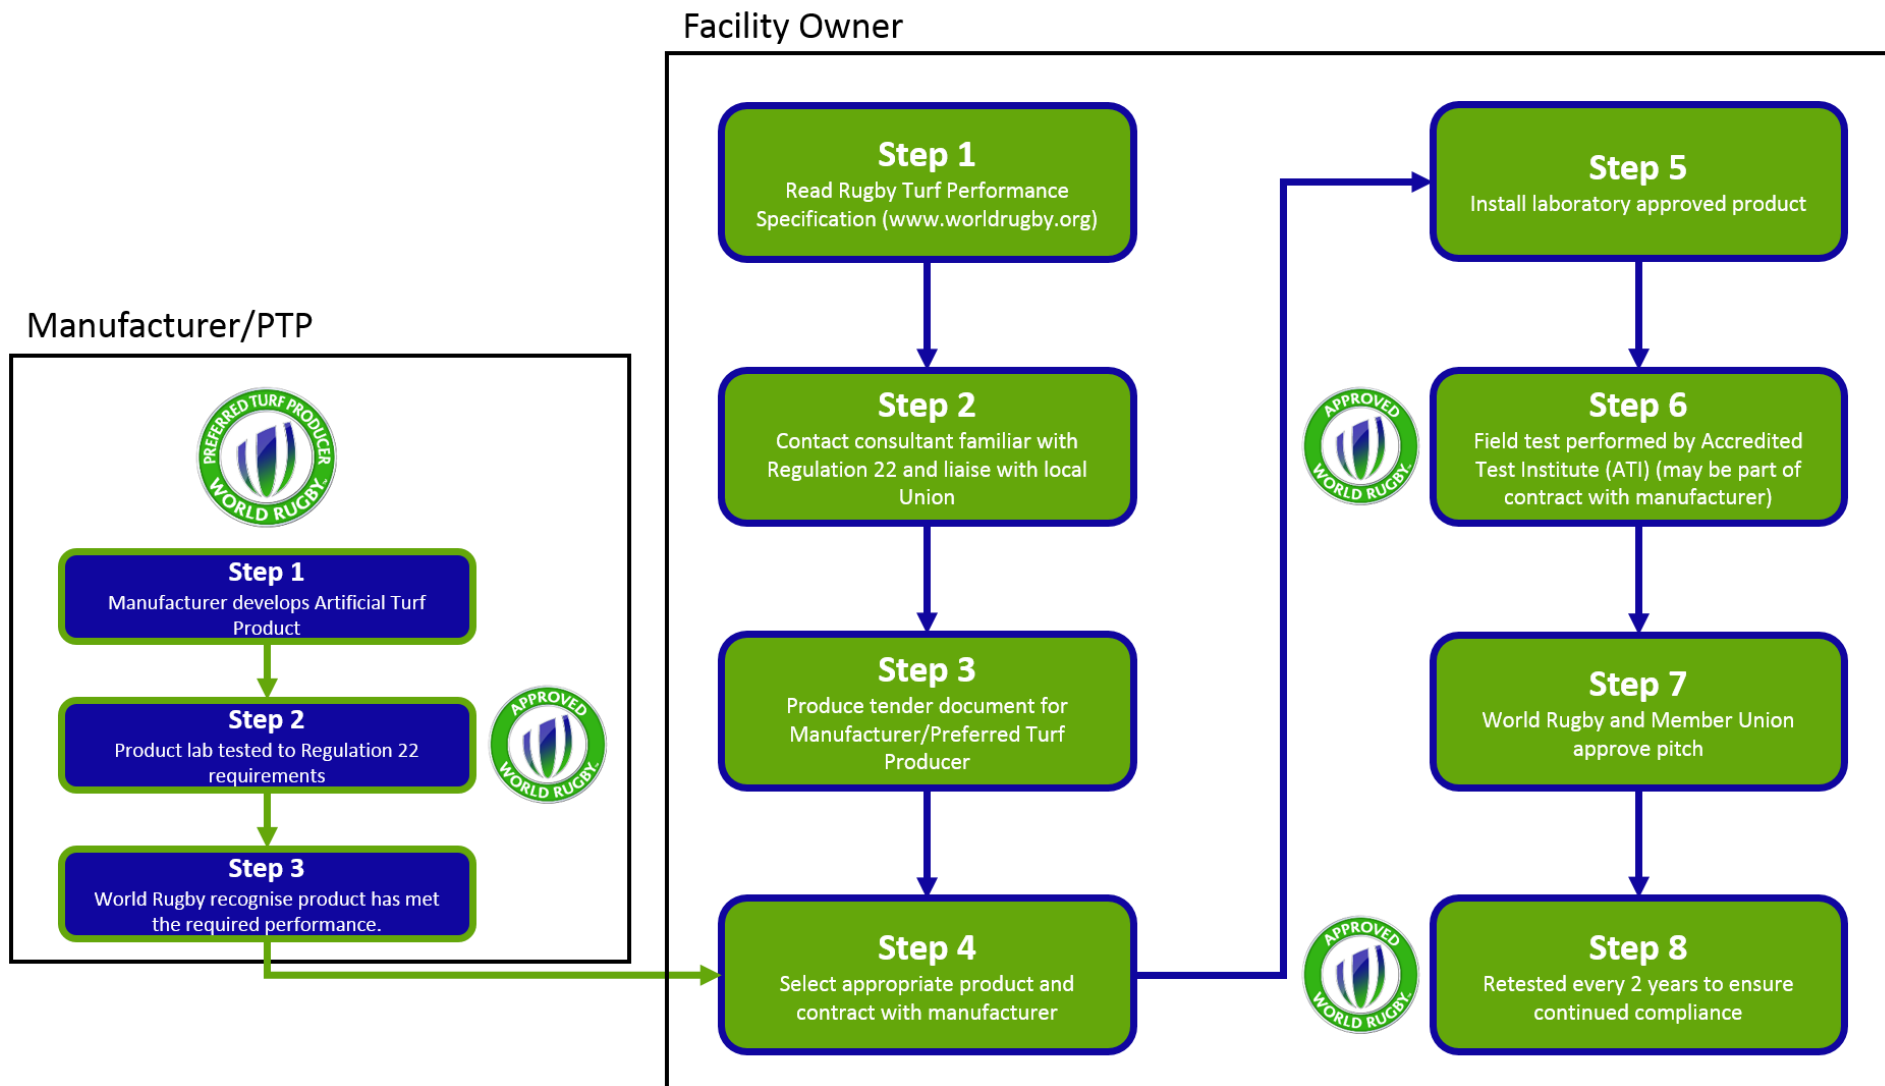 Facility Owner
Manufacturer/PTP
PREFERRED TURF PRODUCER
WORLD RUGBY™
Step 1
Manufacturer develops Artificial Turf
Product
Step 2
Product lab tested to Regulation 22
requirements
APPROVED
WORLD RUGBY™
Step 3
World Rugby recognise product has met
the required performance.
Step 1
Read Rugby Turf Performance
Specification (www.worldrugby.org)
Step 2
Contact consultant familiar with
Regulation 22 and liaise with local
Union
Step 3
Produce tender document for
Manufacturer/Preferred Turf
Producer
Step 4
Select appropriate product and
contract with manufacturer
Step 5
Install laboratory approved product
APPROVED
WORLD RUGBY™
Step 6
Field test performed by Accredited
Test Institute (ATI) (may be part of
contract with manufacturer)
Step 7
World Rugby and Member Union
approve pitch
APPROVED
WORLD RUGBY™
Step 8
Retested every 2 years to ensure
continued compliance